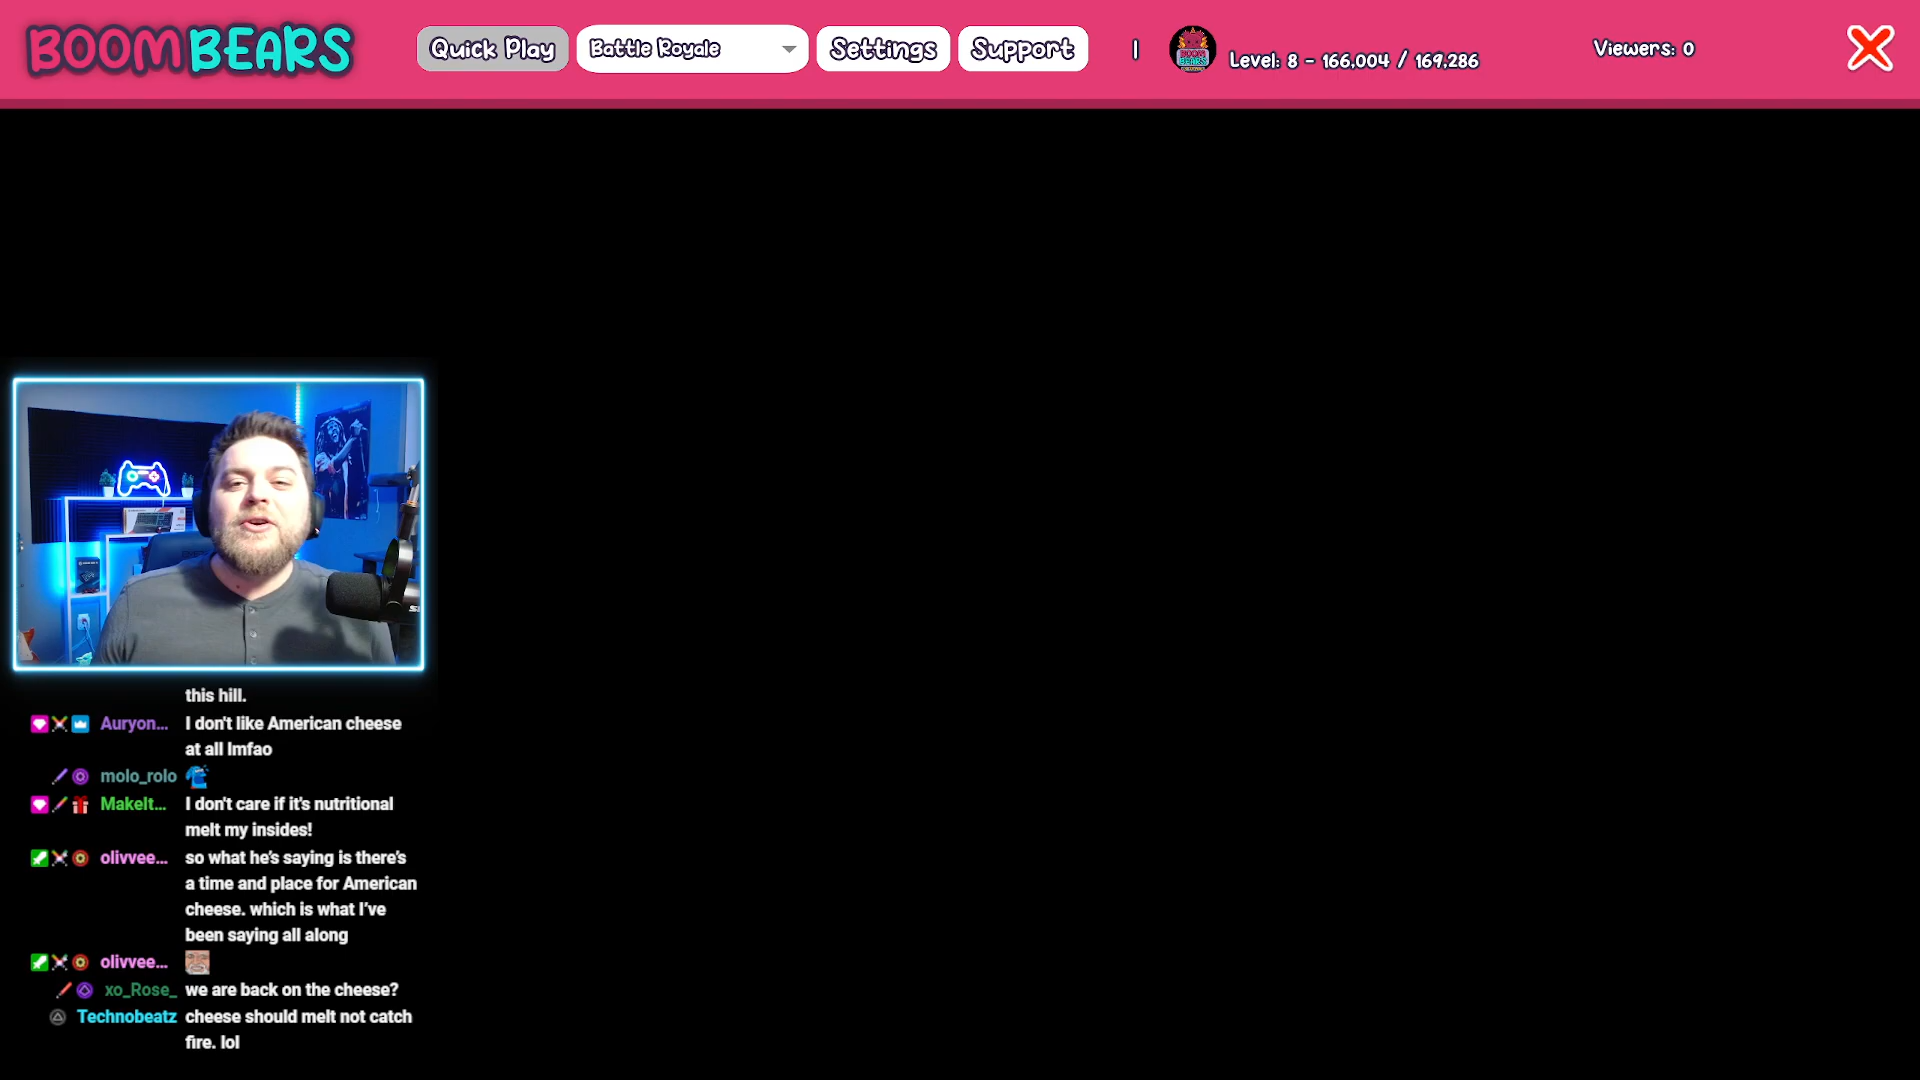 BOOMBEARS
Quick Play
Battle Royale
Settings
Support
|
Level: 8 - 166,004 / 169,286
Viewers: 0
this hill.
Auryon... I don't like American cheese
at all lmfao
molo_rolo
MakeIt... I don't care if it's nutritional
melt my insides!
olivvee... so what he's saying is there's
a time and place for American
cheese. which is what I've
been saying all along
olivvee...
xo_Rose_ we are back on the cheese?
Technobeatz cheese should melt not catch
fire. lol